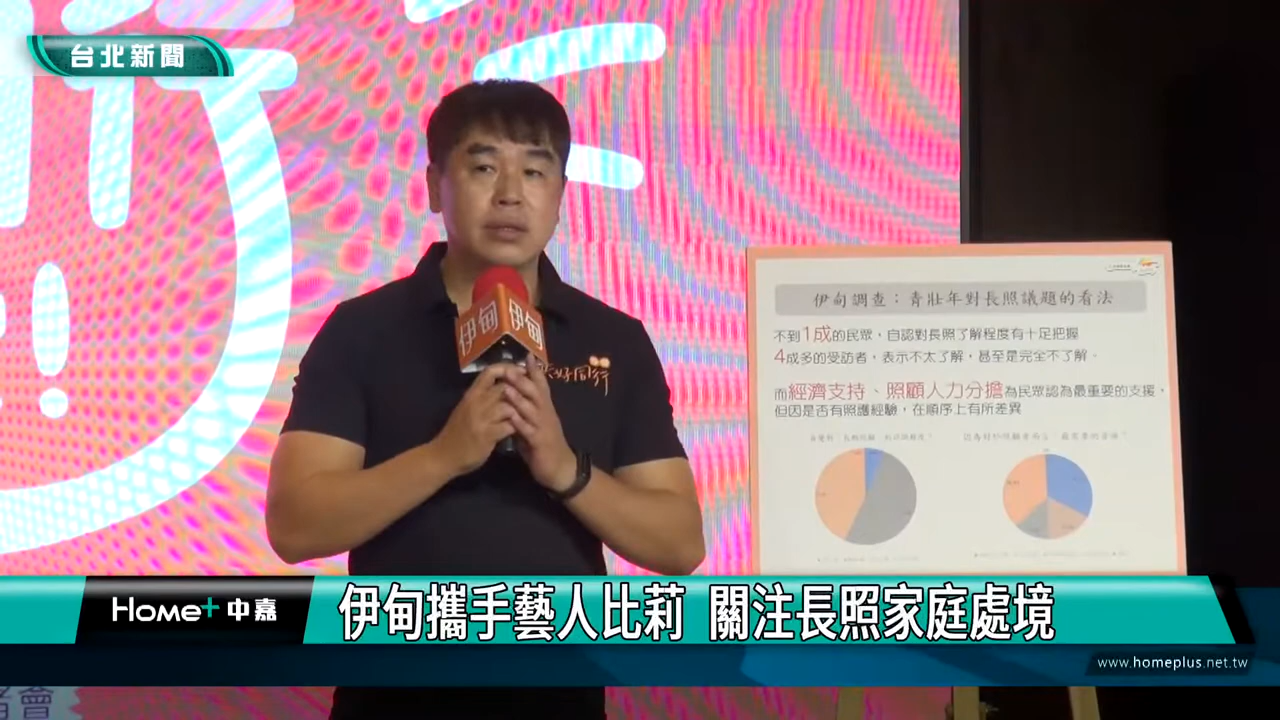 台北新聞
伊甸 伊甸
好同行
伊甸調查：青壯年對長照議題的看法
不到1成的民眾，自認對長照了解程度有十足把握
4成多的受訪者，表示不太了解，甚至是完全不了解。
而經濟支持、照顧人力分擔為民眾認為最重要的支援，
但因是否有照護經驗，在順序上有所差異
Home+ 中嘉
伊甸攜手藝人比莉 關注長照家庭處境
www.homeplus.net.tw
會